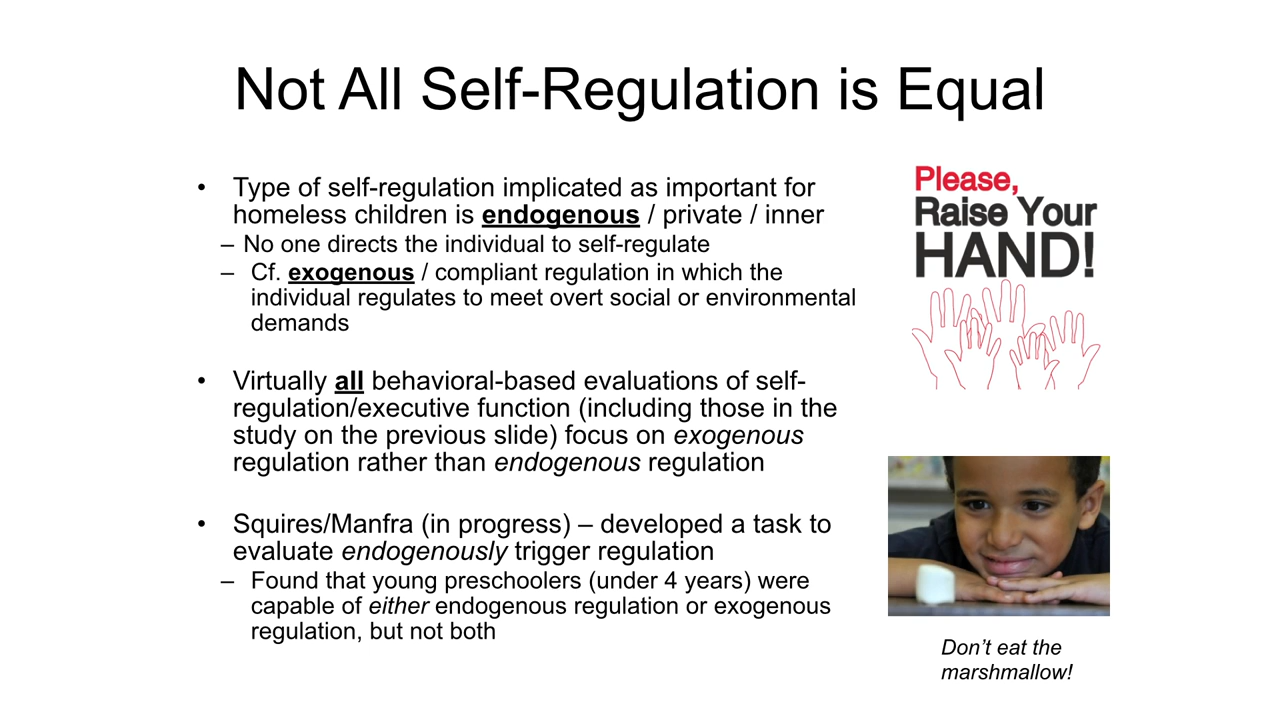 Not All Self-Regulation is Equal
• Type of self-regulation implicated as important for
homeless children is endogenous / private / inner
– No one directs the individual to self-regulate
– Cf. exogenous / compliant regulation in which the
individual regulates to meet overt social or environmental
demands
• Virtually all behavioral-based evaluations of self-
regulation/executive function (including those in the
study on the previous slide) focus on exogenous
regulation rather than endogenous regulation
• Squires/Manfra (in progress) – developed a task to
evaluate endogenously trigger regulation
– Found that young preschoolers (under 4 years) were
capable of either endogenous regulation or exogenous
regulation, but not both
Please,
Raise Your
HAND!
Don’t eat the
marshmallow!